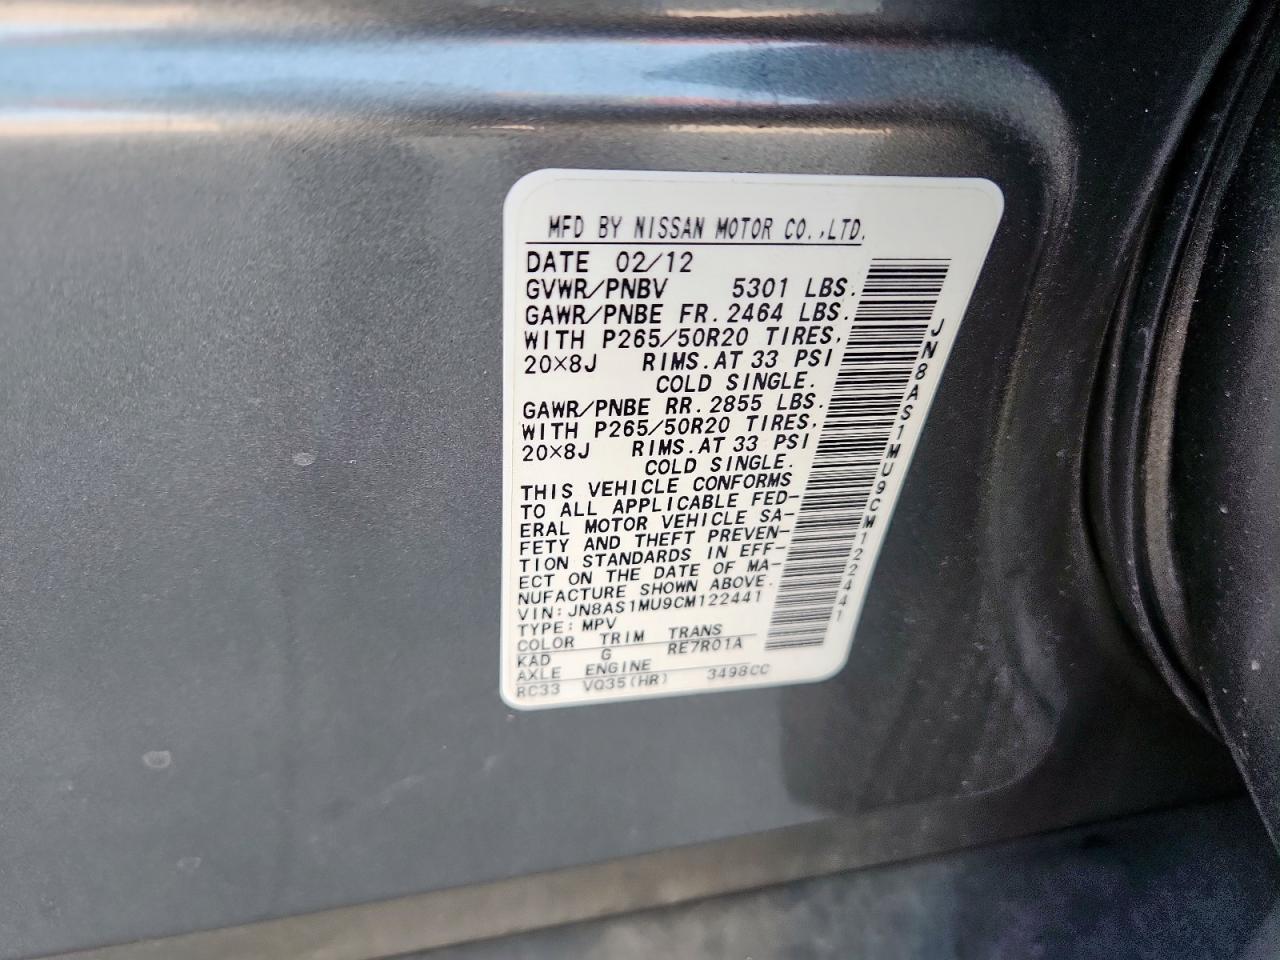 MFD BY NISSAN MOTOR CO.,LTD.
DATE 02/12
GVWR/PNBV 5301 LBS.
GAWR/PNBE FR. 2464 LBS.
WITH P265/50R20 TIRES,
20×8J RIMS. AT 33 PSI
COLD SINGLE.
GAWR/PNBE RR. 2855 LBS.
WITH P265/50R20 TIRES,
20×8J RIMS. AT 33 PSI
COLD SINGLE.
THIS VEHICLE CONFORMS
TO ALL APPLICABLE FED-
ERAL MOTOR VEHICLE SA-
FETY AND THEFT PREVEN-
TION STANDARDS IN EFF-
ECT ON THE DATE OF MA-
NUFACTURE SHOWN ABOVE.
VIN: JN8AS1MU9CM122441
TYPE: MPV
COLOR TRIM TRANS
KAD G RE7R01A
AXLE ENGINE
RC33 VQ35(HR) 3498CC
JN8AS1MU9CM122441